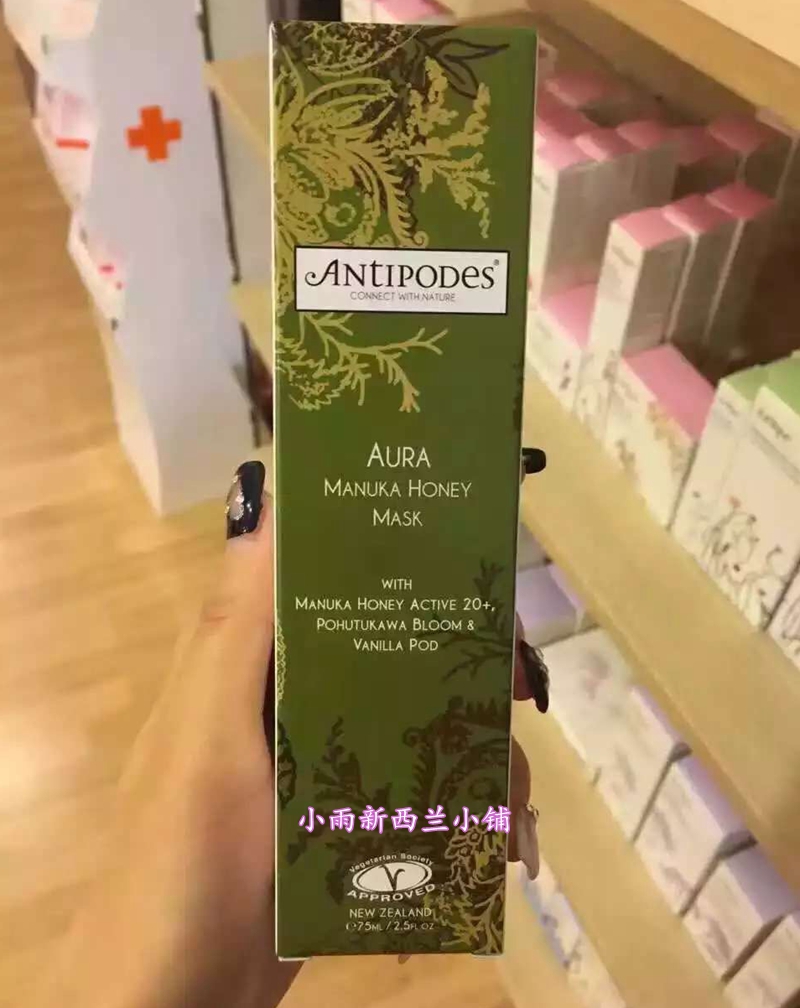 ANTIPODES®
CONNECT WITH NATURE
AURA
MANUKA HONEY
MASK
WITH
MANUKA HONEY ACTIVE 20+,
POHUTUKAWA BLOOM &
VANILLA POD
小雨新西兰小铺
Vegetarian Society
V
APPROVED
NEW ZEALAND
℮75ML / 2.5FL OZ